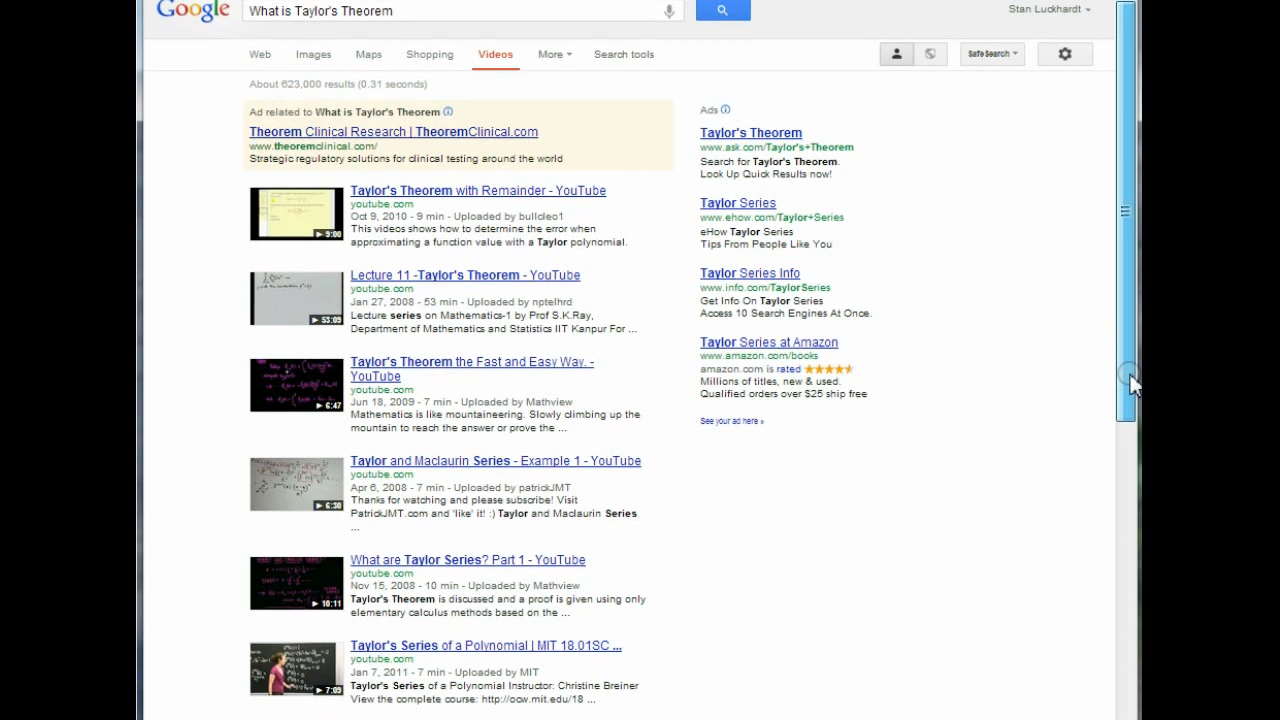 Google
What is Taylor's Theorem
Stan Luckhardt
Web Images Maps Shopping Videos More Search tools
SafeSearch
About 623,000 results (0.31 seconds)
Ad related to What is Taylor's Theorem
Theorem Clinical Research | TheoremClinical.com
www.theoremclinical.com/
Strategic regulatory solutions for clinical testing around the world
Taylor's Theorem with Remainder - YouTube
youtube.com
Oct 9, 2010 - 9 min - Uploaded by bullcleo1
This videos shows how to determine the error when
approximating a function value with a Taylor polynomial.
9:00
Lecture 11 -Taylor's Theorem - YouTube
youtube.com
Jan 27, 2008 - 53 min - Uploaded by nptelhrd
Lecture series on Mathematics-1 by Prof S.K.Ray,
Department of Mathematics and Statistics IIT Kanpur For ...
53:09
Taylor's Theorem the Fast and Easy Way. -
YouTube
youtube.com
Jun 18, 2009 - 7 min - Uploaded by Mathview
Mathematics is like mountaineering. Slowly climbing up the
mountain to reach the answer or prove the ...
6:47
Taylor and Maclaurin Series - Example 1 - YouTube
youtube.com
Apr 6, 2008 - 7 min - Uploaded by patrickJMT
Thanks for watching and please subscribe! Visit
PatrickJMT.com and 'like' it! :) Taylor and Maclaurin Series
...
6:30
What are Taylor Series? Part 1 - YouTube
youtube.com
Nov 15, 2008 - 10 min - Uploaded by Mathview
Taylor's Theorem is discussed and a proof is given using only
elementary calculus methods based on the ...
10:11
Taylor's Series of a Polynomial | MIT 18.01SC ...
youtube.com
Jan 7, 2011 - 7 min - Uploaded by MIT
Taylor's Series of a Polynomial Instructor: Christine Breiner
View the complete course: http://ocw.mit.edu/18 ...
7:09
Ads
Taylor's Theorem
www.ask.com/Taylor's+Theorem
Search for Taylor's Theorem.
Look Up Quick Results now!
Taylor Series
www.ehow.com/Taylor+Series
eHow Taylor Series
Tips From People Like You
Taylor Series Info
www.info.com/TaylorSeries
Get Info On Taylor Series
Access 10 Search Engines At Once.
Taylor Series at Amazon
www.amazon.com/books
amazon.com is rated
Millions of titles, new & used.
Qualified orders over $25 ship free
See your ad here »